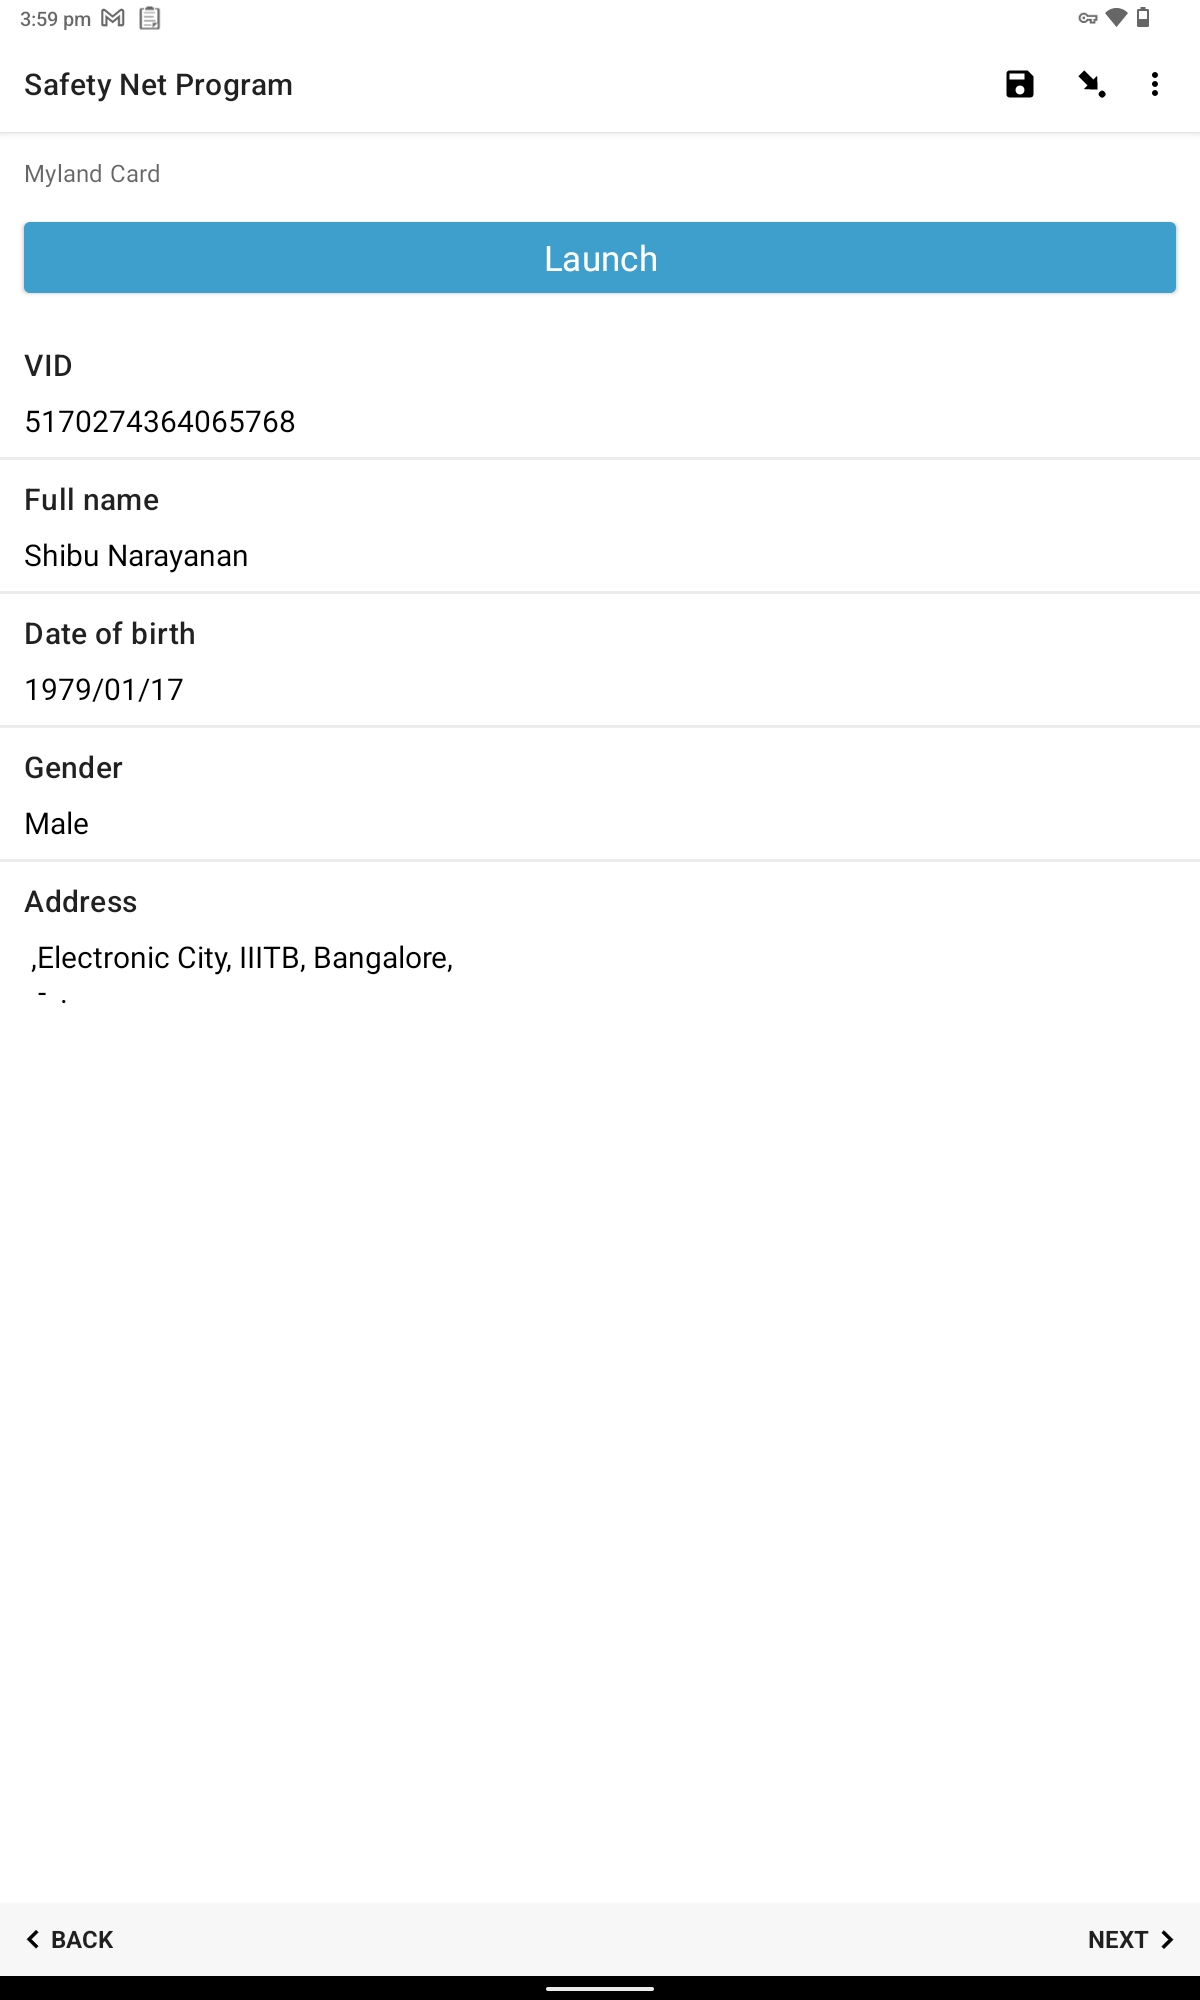 3:59 pm
Safety Net Program
Myland Card
Launch
VID
5170274364065768
Full name
Shibu Narayanan
Date of birth
1979/01/17
Gender
Male
Address
,Electronic City, IIITB, Bangalore,
- .
BACK
NEXT